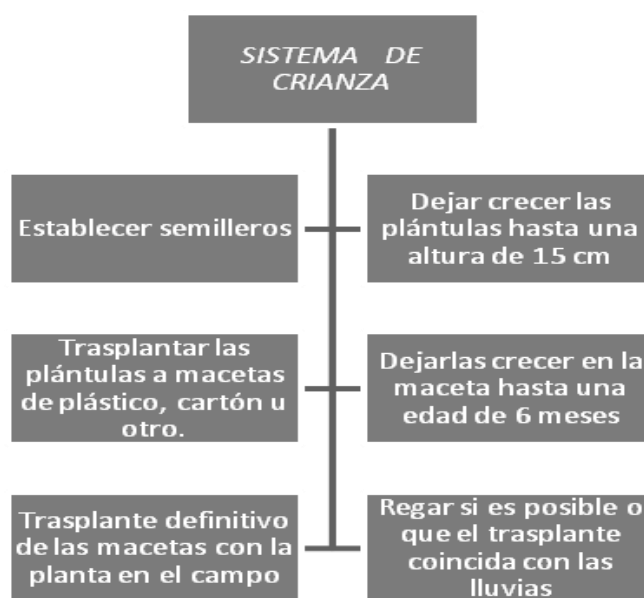 SISTEMA DE
CRIANZA
Establecer semilleros
Dejar crecer las
plántulas hasta una
altura de 15 cm
Trasplantar las
plántulas a macetas
de plástico, cartón u
otro.
Dejarlas crecer en la
maceta hasta una
edad de 6 meses
Trasplante definitivo
de las macetas con la
planta en el campo
Regar si es posible o
que el trasplante
coincida con las
lluvias